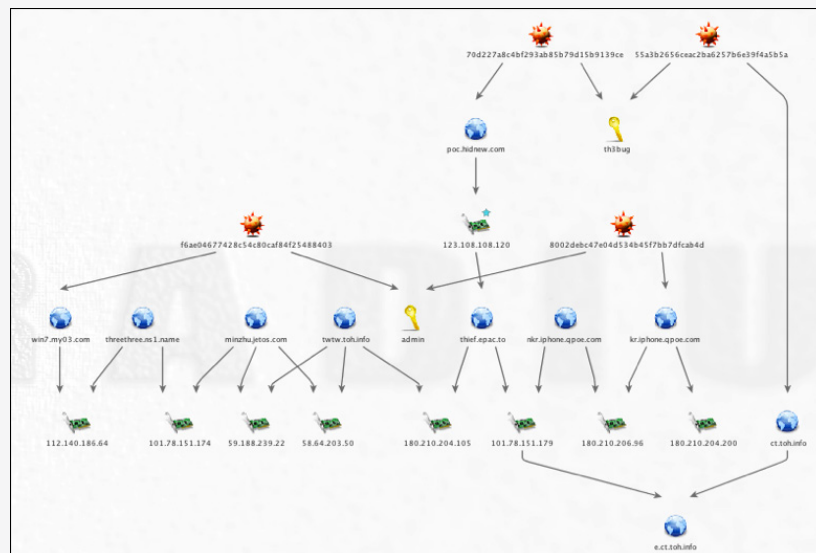 70d227a8c4bf293ab85b79d15b9139ce
55a3b2656ceac2ba6257b6e39f4a5b5a
poc.hidnew.com
th3bug
f6ae04677428c54c80caf84f25488403
123.108.108.120
8002debc47e04d534b45f7bb7dfcab4d
win7.my03.com
threethree.ns1.name
minzhu.jetos.com
twtw.toh.info
admin
thief.epac.to
nkr.iphone.qpoe.com
kr.iphone.qpoe.com
112.140.186.64
101.78.151.174
59.188.239.22
58.64.203.50
180.210.204.105
101.78.151.179
180.210.206.96
180.210.204.200
ct.toh.info
e.ct.toh.info